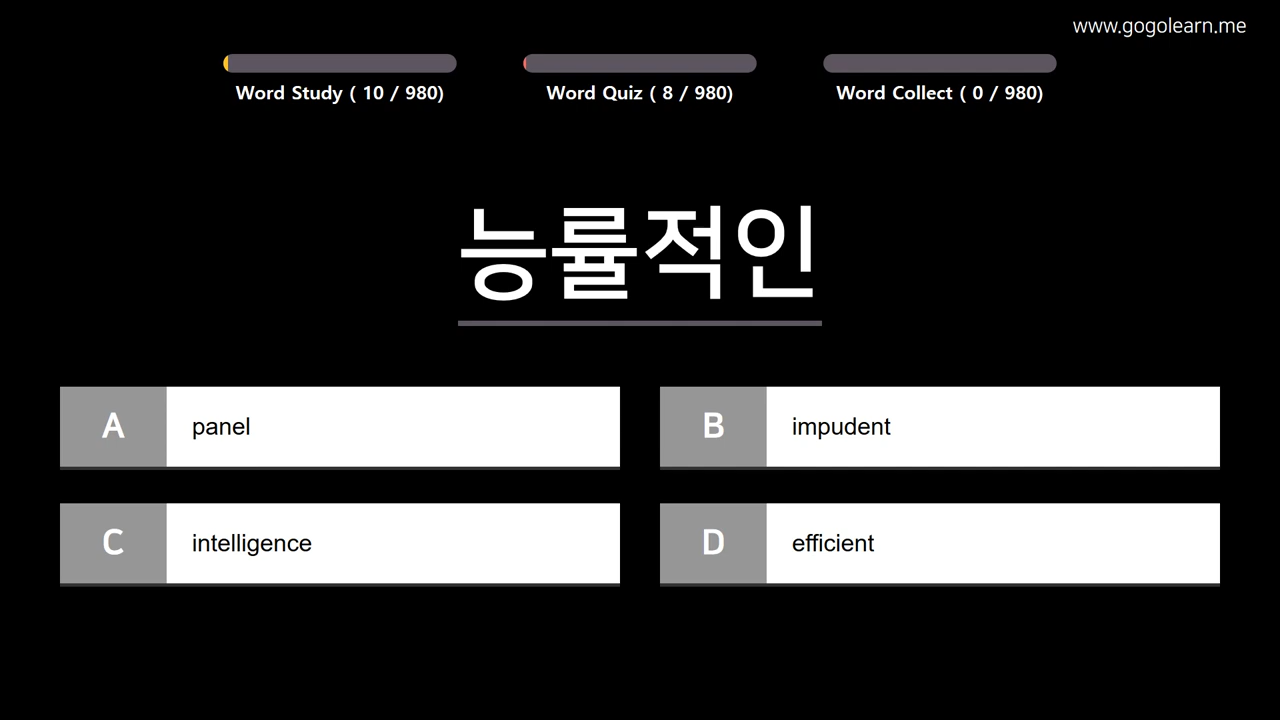 www.gogolearn.me
Word Study ( 10 / 980)
Word Quiz ( 8 / 980)
Word Collect ( 0 / 980)
능률적인
A panel
B impudent
C intelligence
D efficient